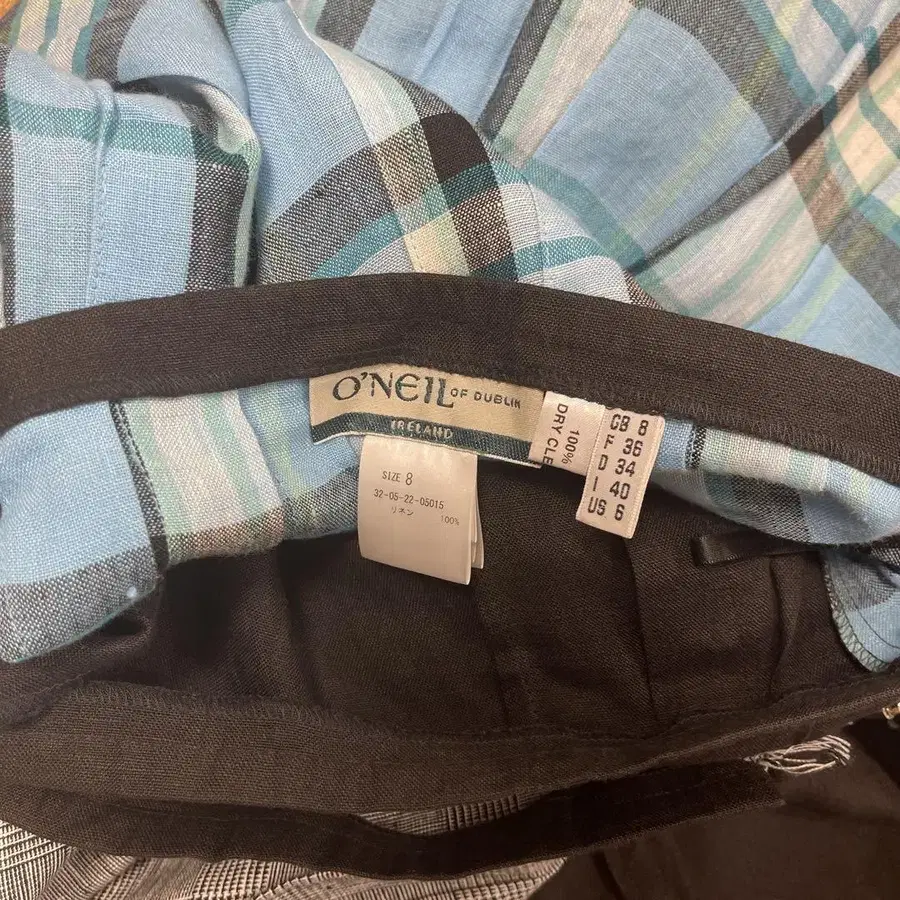 O'NEIL OF DUBLIN
IRELAND
SIZE 8
32-05-22-05015
リネン 100%
100%
DRY CLE
GB 8
F 36
D 34
I 40
US 6